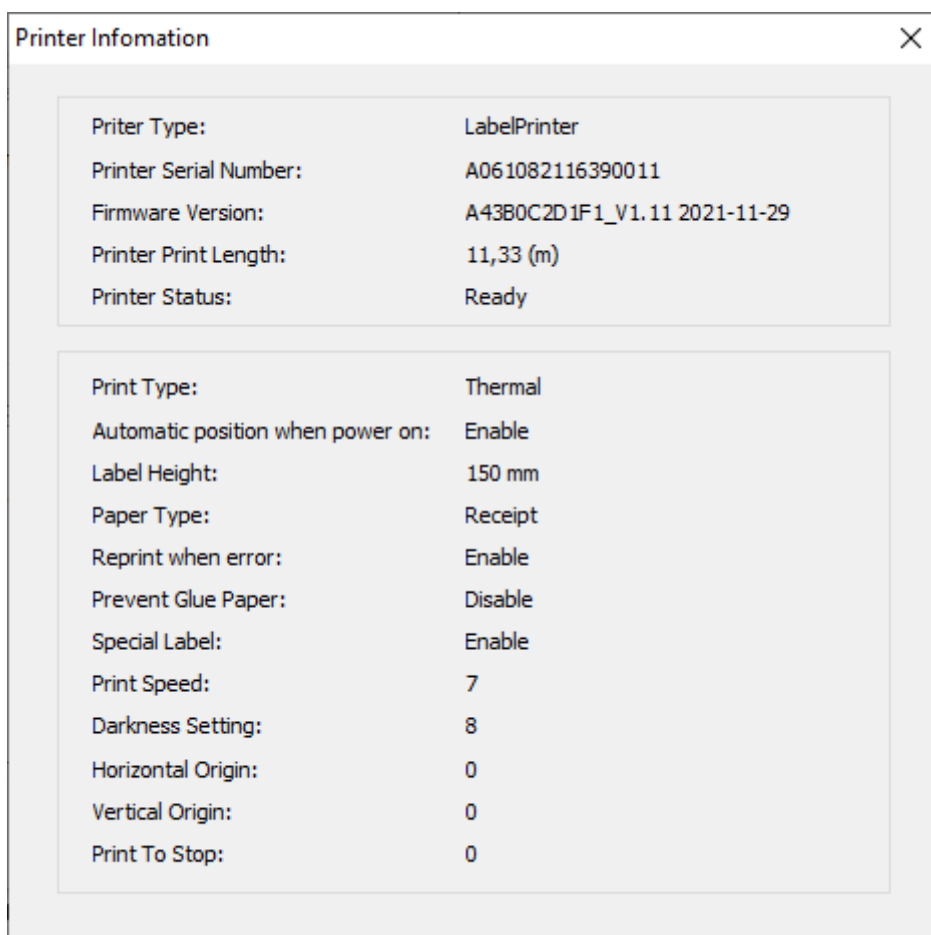 Printer Infomation
Priter Type: LabelPrinter
Printer Serial Number: A061082116390011
Firmware Version: A43B0C2D1F1_V1.11 2021-11-29
Printer Print Length: 11,33 (m)
Printer Status: Ready
Print Type: Thermal
Automatic position when power on: Enable
Label Height: 150 mm
Paper Type: Receipt
Reprint when error: Enable
Prevent Glue Paper: Disable
Special Label: Enable
Print Speed: 7
Darkness Setting: 8
Horizontal Origin: 0
Vertical Origin: 0
Print To Stop: 0